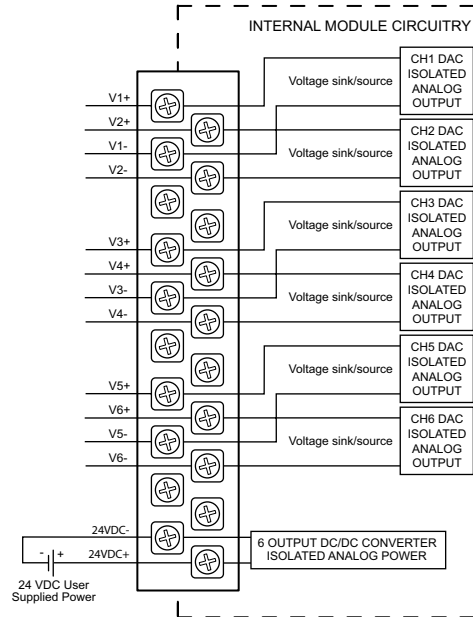 INTERNAL MODULE CIRCUITRY
V1+
Voltage sink/source
CH1 DAC
ISOLATED
ANALOG
OUTPUT
V2+
V1-
V2-
Voltage sink/source
CH2 DAC
ISOLATED
ANALOG
OUTPUT
V3+
Voltage sink/source
CH3 DAC
ISOLATED
ANALOG
OUTPUT
V4+
V3-
V4-
Voltage sink/source
CH4 DAC
ISOLATED
ANALOG
OUTPUT
V5+
Voltage sink/source
CH5 DAC
ISOLATED
ANALOG
OUTPUT
V6+
V5-
V6-
Voltage sink/source
CH6 DAC
ISOLATED
ANALOG
OUTPUT
24VDC-
24VDC+
- +
24 VDC User
Supplied Power
6 OUTPUT DC/DC CONVERTER
ISOLATED ANALOG POWER